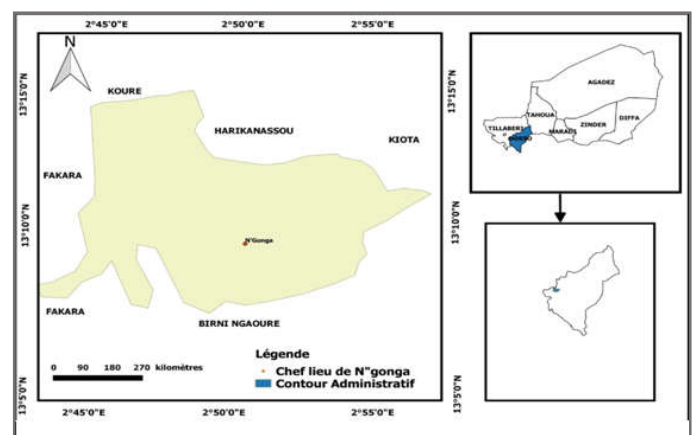 2°45'0"E 2°50'0"E 2°55'0"E
N
KOURE
HARIKANASSOU
KIOTA
FAKARA
N'Gonga
FAKARA
BIRNI NGAOURE
13°15'0"N
13°10'0"N
13°5'0"N
13°15'0"N
13°10'0"N
13°5'0"N
0 90 180 270 kilomètres
Légende
Chef lieu de N"gonga
Contour Administratif
2°45'0"E 2°50'0"E 2°55'0"E
AGADEZ
TAHOUA
TILLABERI
ZINDER
DIFFA
MARADI